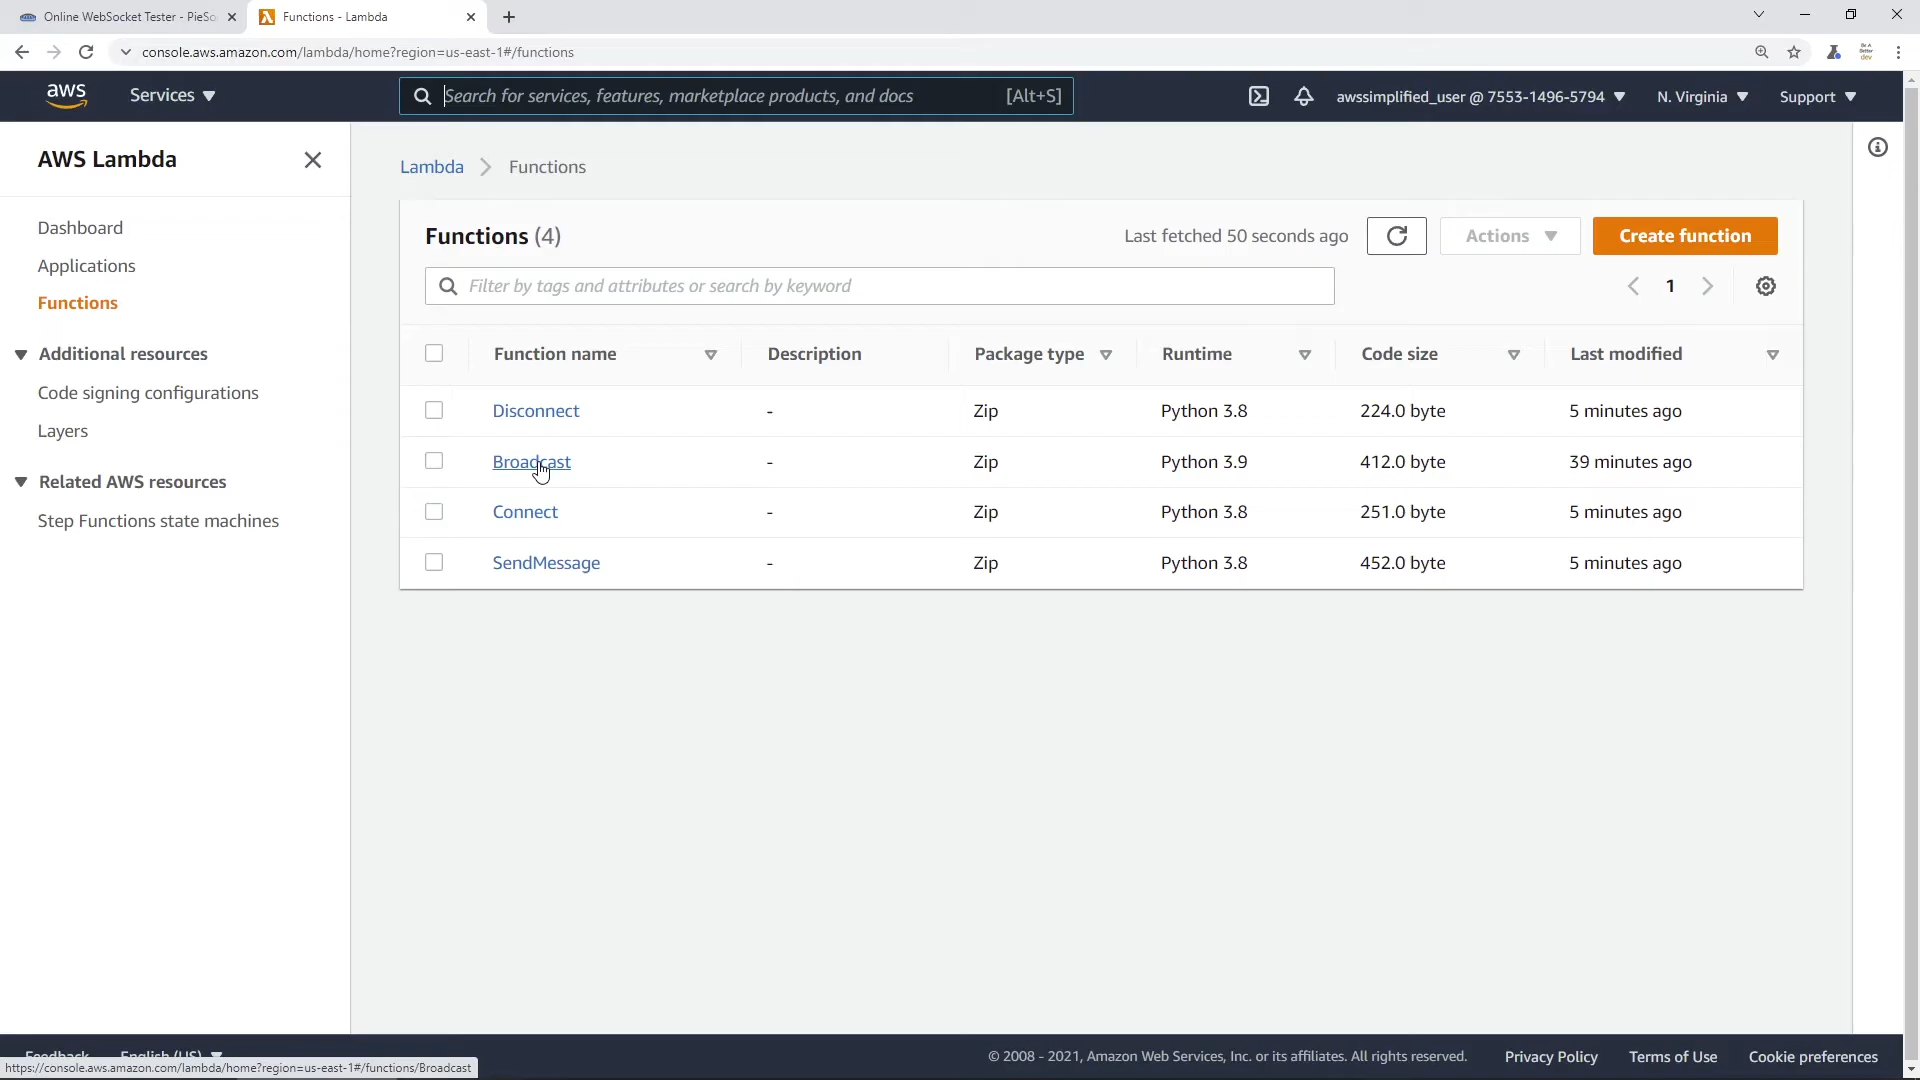 Online WebSocket Tester - PieSo
Functions - Lambda
console.aws.amazon.com/lambda/home?region=us-east-1#/functions
Be A
Better
dev
aws
Services
Search for services, features, marketplace products, and docs
[Alt+S]
awssimplified_user @ 7553-1496-5794
N. Virginia
Support
AWS Lambda
Dashboard
Applications
Functions
Additional resources
Code signing configurations
Layers
Related AWS resources
Step Functions state machines
Lambda
Functions
Functions (4)
Last fetched 50 seconds ago
Actions
Create function
Filter by tags and attributes or search by keyword
1
Function name Description Package type Runtime Code size Last modified
Disconnect - Zip Python 3.8 224.0 byte 5 minutes ago
Broadcast - Zip Python 3.9 412.0 byte 39 minutes ago
Connect - Zip Python 3.8 251.0 byte 5 minutes ago
SendMessage - Zip Python 3.8 452.0 byte 5 minutes ago
Feedback English (US)
© 2008 - 2021, Amazon Web Services, Inc. or its affiliates. All rights reserved.
Privacy Policy
Terms of Use
Cookie preferences
https://console.aws.amazon.com/lambda/home?region=us-east-1#/functions/Broadcast